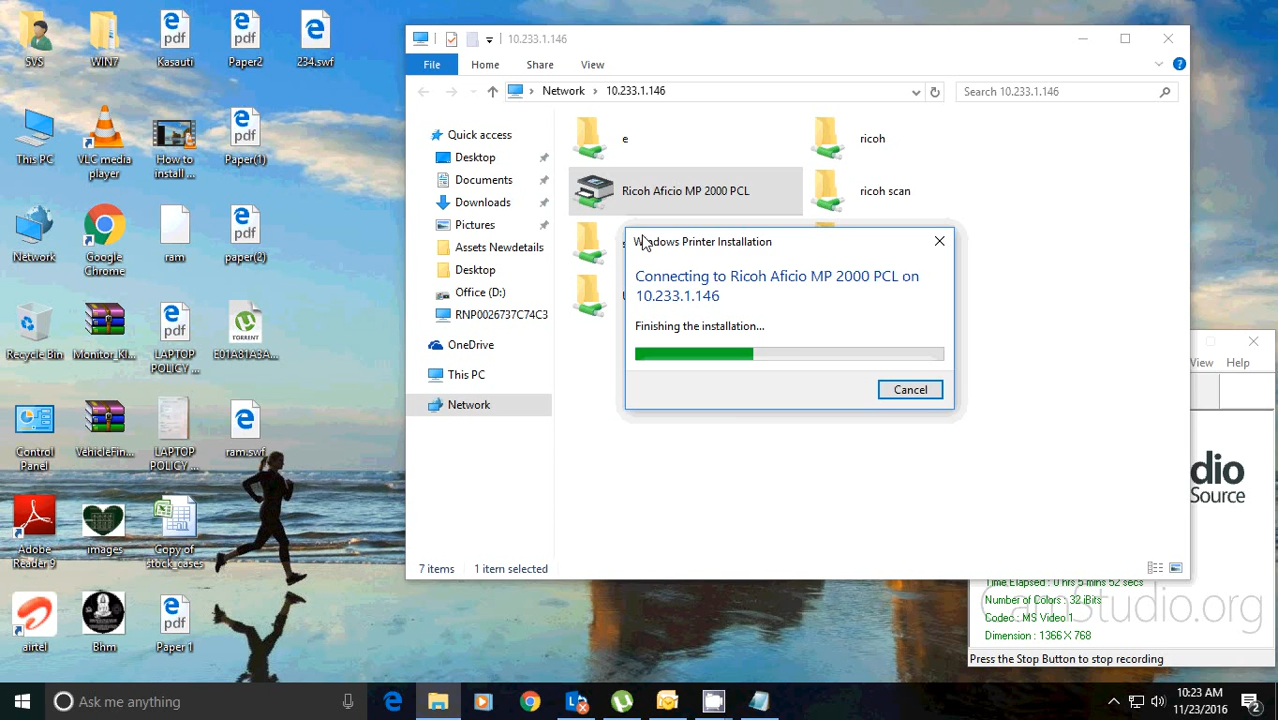 SVS
WIN7
Kasauti
Paper2
234.swf
This PC
VLC media
player
How to
install ...
Paper(1)
Network
Google
Chrome
ram
paper(2)
Recycle Bin
Monitor_Ki...
LAPTOP
POLICY ...
TORRENT
E01A81A3A...
Control
Panel
VehicleFin...
LAPTOP
POLICY ...
ram.swf
Adobe
Reader 9
images
Copy of
stock_cases
airtel
Bhm
Paper 1
10.233.1.146
File
Home
Share
View
Network
10.233.1.146
Search 10.233.1.146
Quick access
Desktop
Documents
Downloads
Pictures
Assets Newdetails
Desktop
Office (D:)
RNP0026737C74C3
OneDrive
This PC
Network
e
ricoh
Ricoh Aficio MP 2000 PCL
ricoh scan
Windows Printer Installation
Connecting to Ricoh Aficio MP 2000 PCL on
10.233.1.146
Finishing the installation...
Cancel
7 items
1 item selected
View
Help
dio
Source
Time Elapsed : 0 hrs 5 mins 52 secs
Number of Colors : 32 iBits
Codec : MS Video 1
Dimension : 1366 X 768
CamStudio.org
Press the Stop Button to stop recording
Ask me anything
10:23 AM
11/23/2016
2